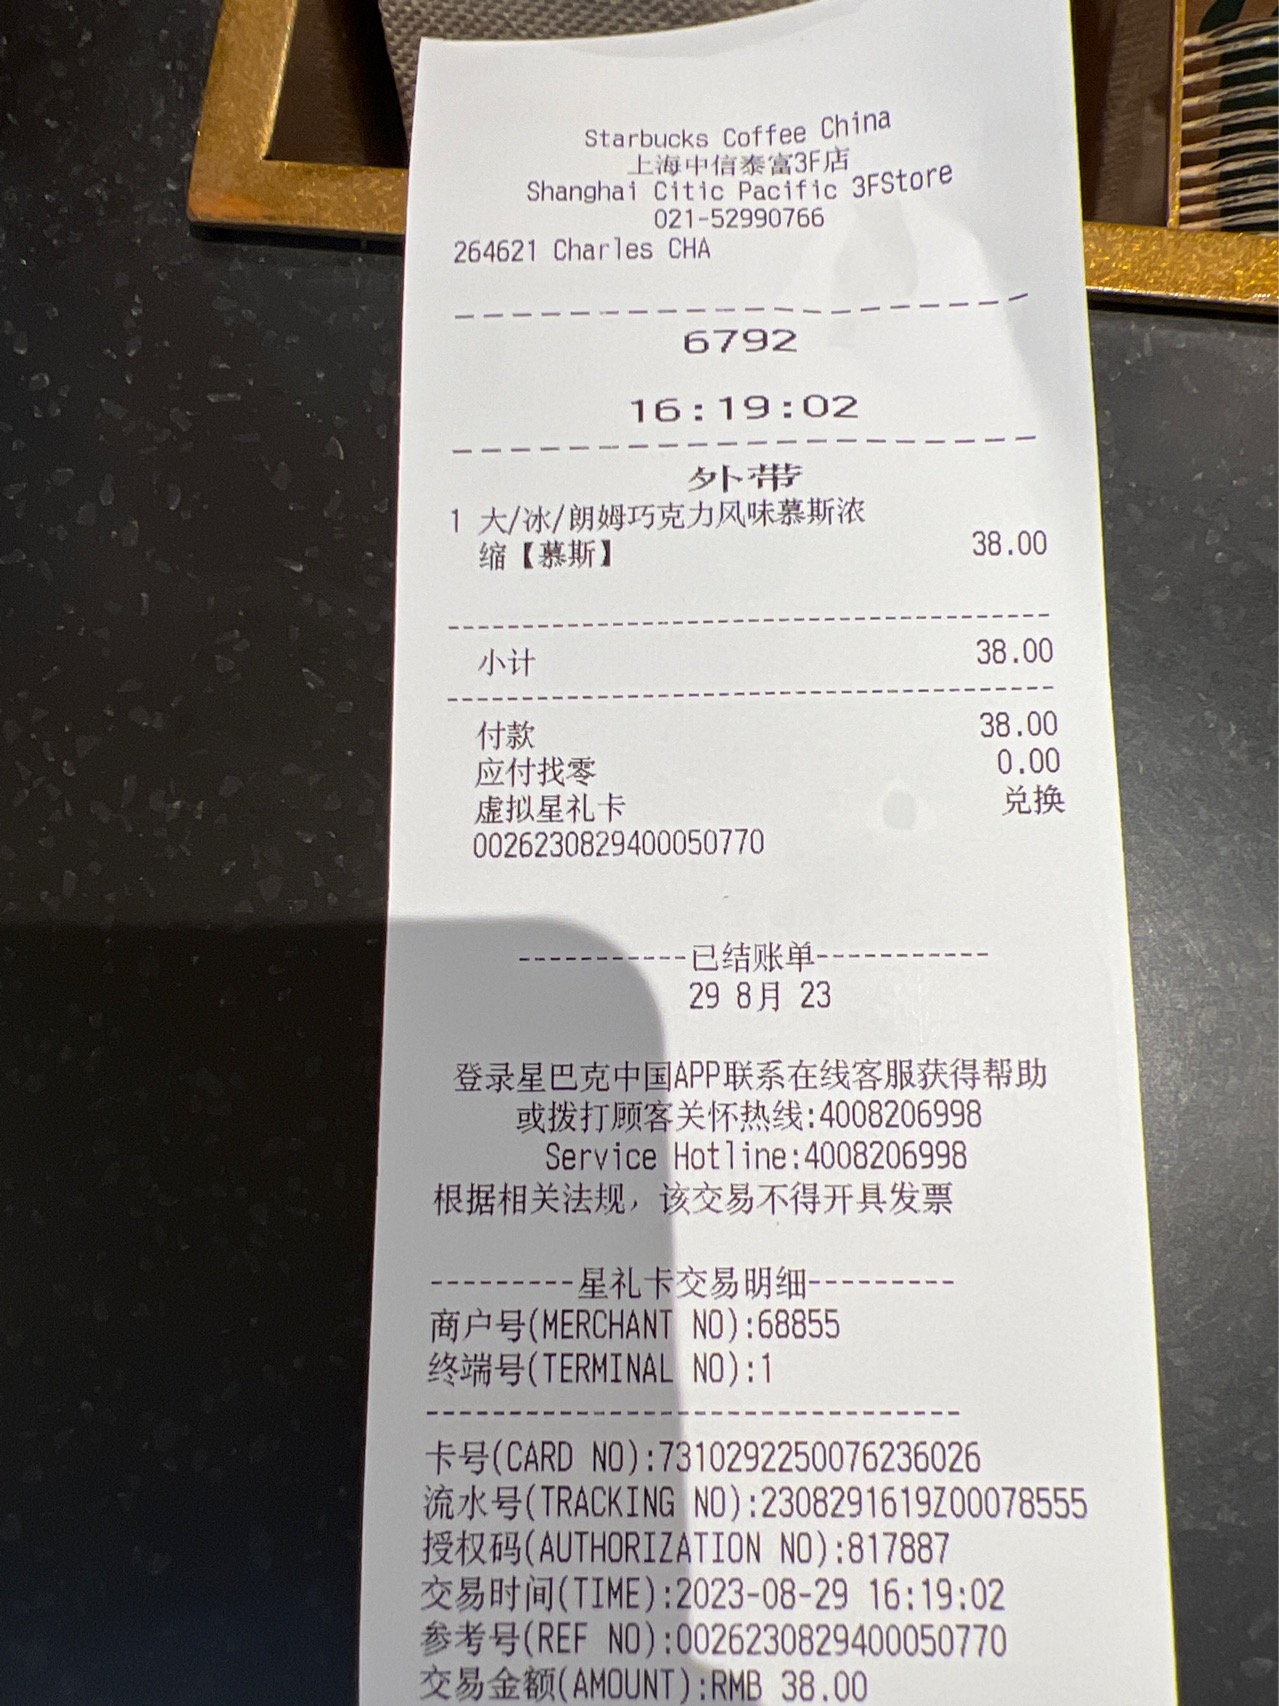 Starbucks Coffee China
上海中信泰富3F店
Shanghai Citic Pacific 3FStore
021-52990766
264621 Charles CHA
6792
16:19:02
外带
1 大/冰/朗姆巧克力风味慕斯浓
缩【慕斯】 38.00
小计 38.00
付款 38.00
应付找零 0.00
虚拟星礼卡 兑换
0026230829400050770
-----------已结账单-----------
29 8月 23
登录星巴克中国APP联系在线客服获得帮助
或拨打顾客关怀热线:4008206998
Service Hotline:4008206998
根据相关法规，该交易不得开具发票
---------星礼卡交易明细---------
商户号(MERCHANT NO):68855
终端号(TERMINAL NO):1
卡号(CARD NO):7310292250076236026
流水号(TRACKING NO):2308291619Z00078555
授权码(AUTHORIZATION NO):817887
交易时间(TIME):2023-08-29 16:19:02
参考号(REF NO):0026230829400050770
交易金额(AMOUNT):RMB 38.00